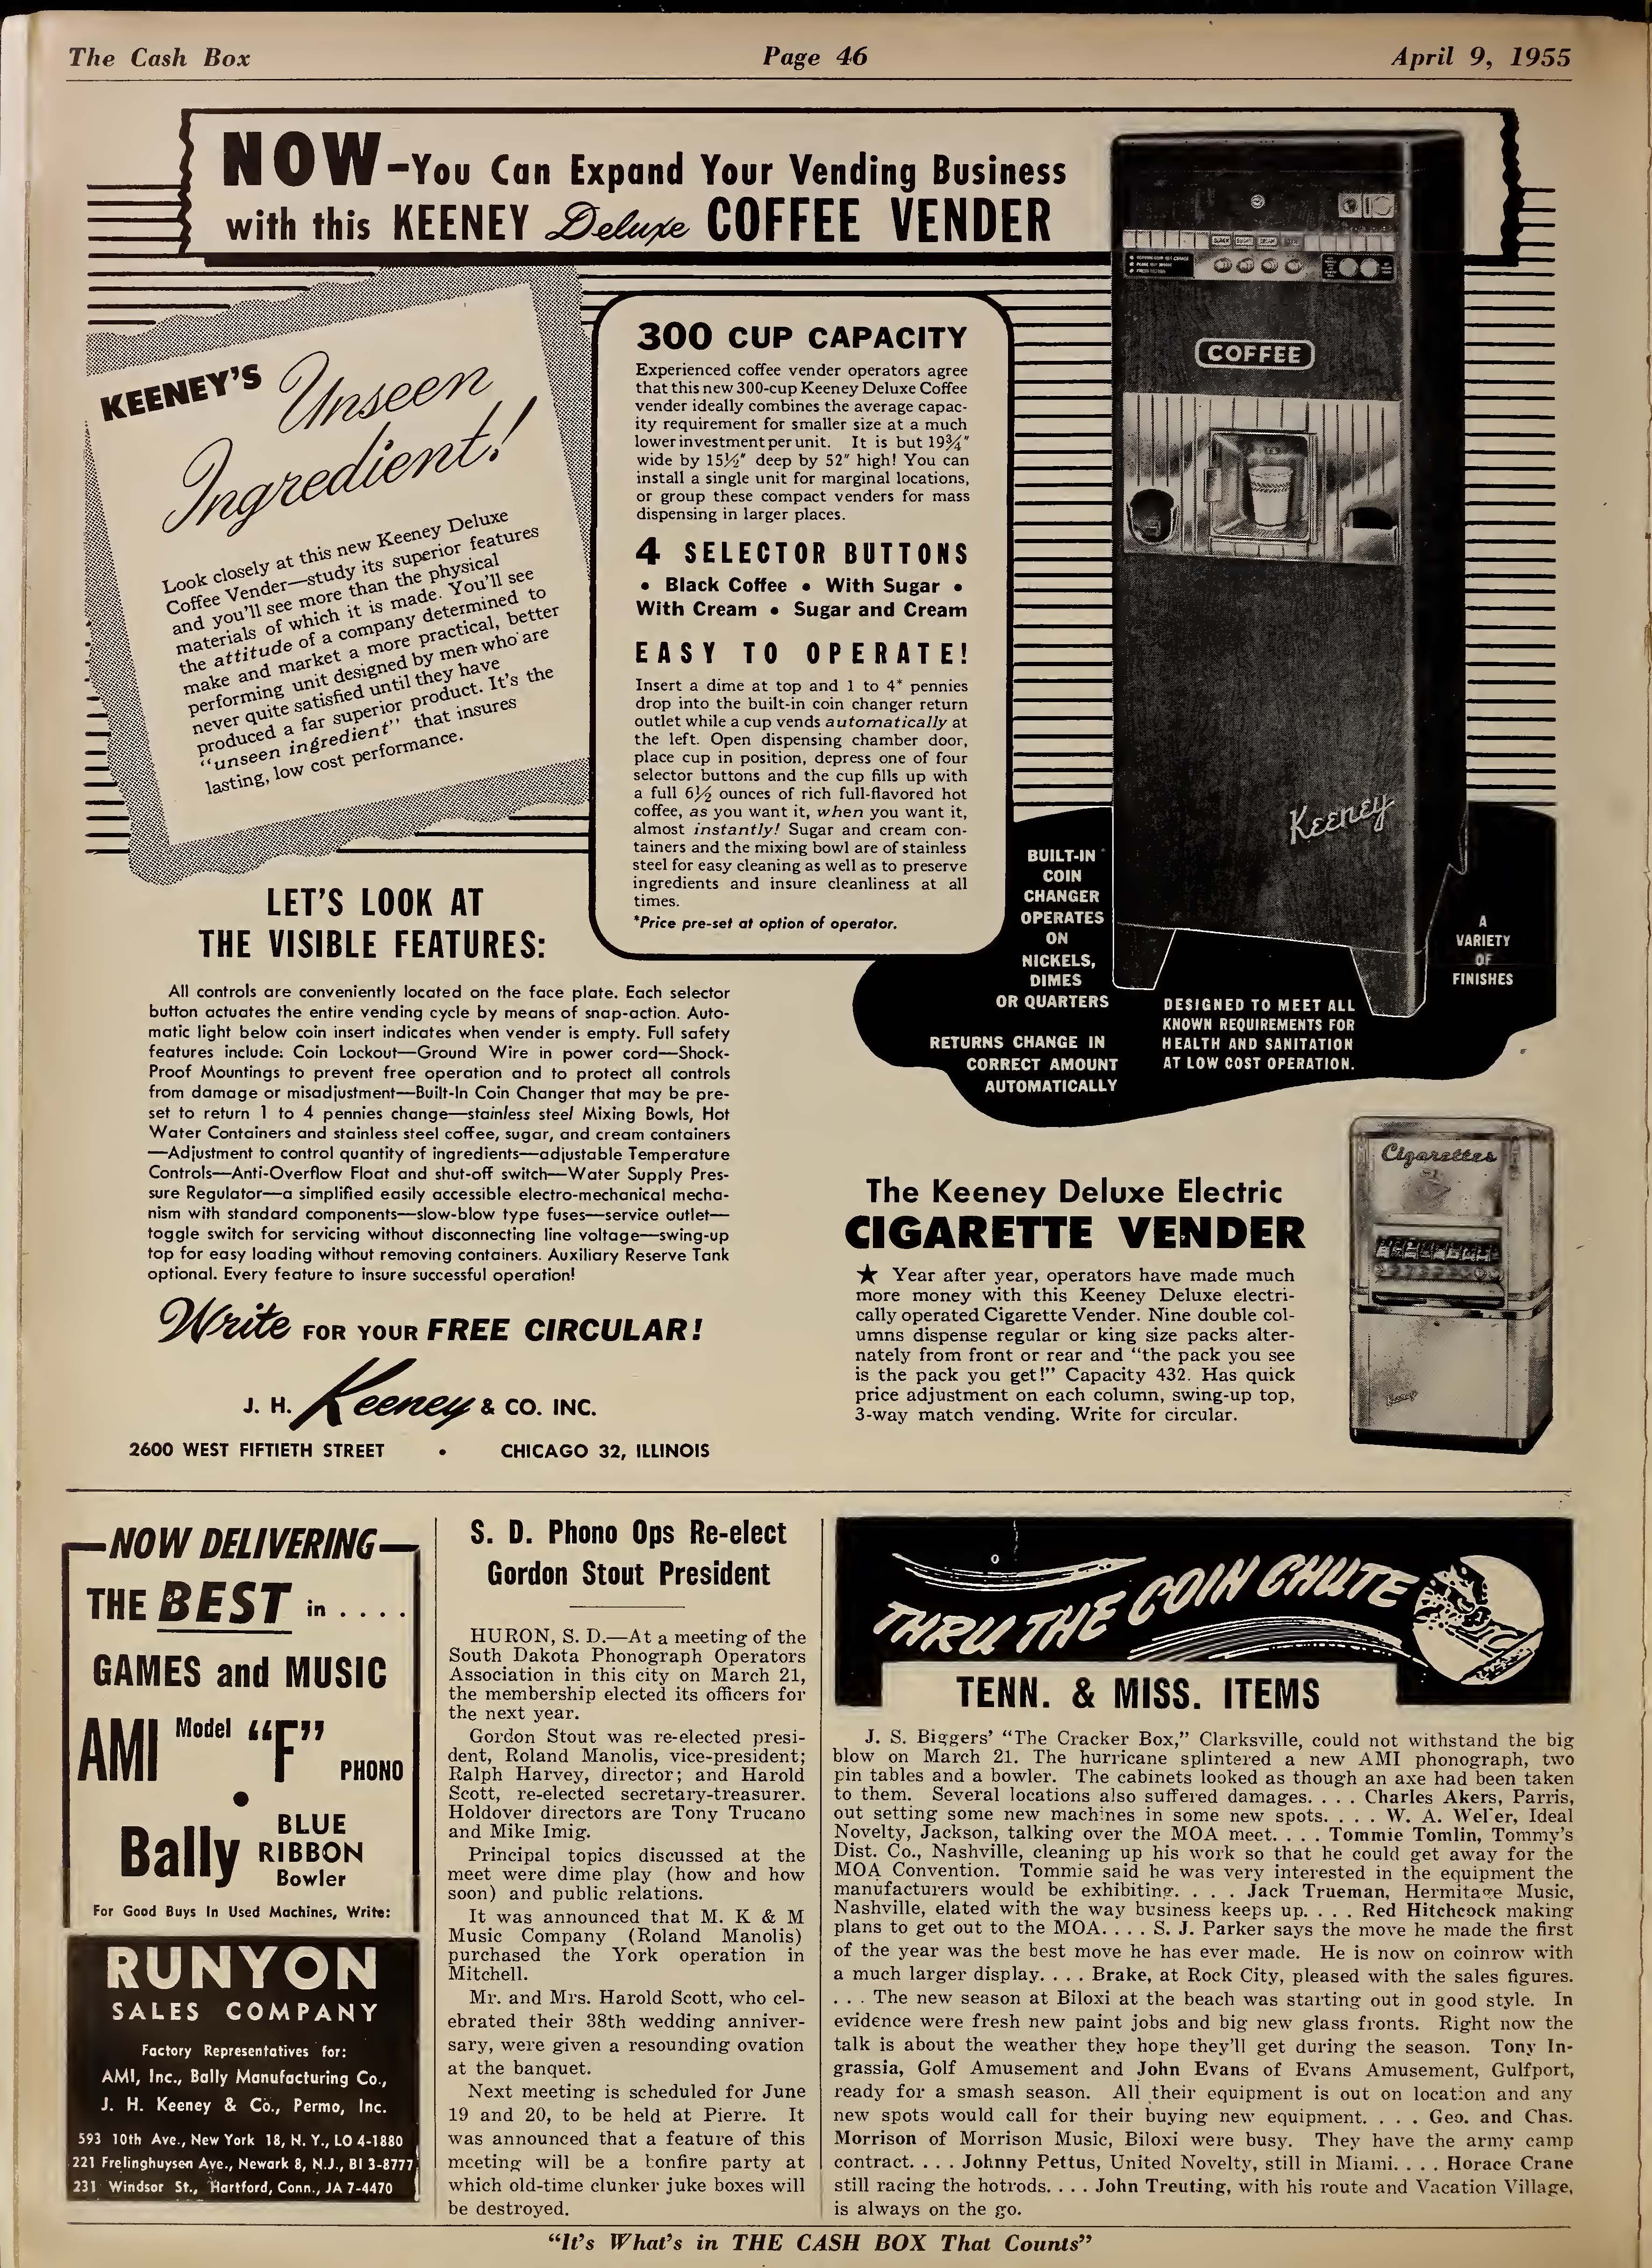 The Cash Box
Page 46
April 9, 1955
NOW—You Can Expand Your Vending Business
with this KEENEY Deluxe COFFEE VENDER
KEENEY'S Unseen
Ingredient!
Look closely at this new Keeney Deluxe
Coffee Vender—study its superior features
and you'll see more than the physical
materials of which it is made. You'll see
the attitude of a company determined to
make and market a more practical, better
performing unit designed by men who are
never quite satisfied until they have
produced a far superior product. It's the
"unseen ingredient" that insures
lasting, low cost performance.
300 CUP CAPACITY
Experienced coffee vender operators agree
that this new 300-cup Keeney Deluxe Coffee
vender ideally combines the average capac-
ity requirement for smaller size at a much
lower investment per unit. It is but 19¾"
wide by 15½" deep by 52" high! You can
install a single unit for marginal locations,
or group these compact venders for mass
dispensing in larger places.
4 SELECTOR BUTTONS
• Black Coffee • With Sugar •
With Cream • Sugar and Cream
EASY TO OPERATE!
Insert a dime at top and 1 to 4* pennies
drop into the built-in coin changer return
outlet while a cup vends automatically at
the left. Open dispensing chamber door,
place cup in position, depress one of four
selector buttons and the cup fills up with
a full 6½ ounces of rich full-flavored hot
coffee, as you want it, when you want it,
almost instantly! Sugar and cream con-
tainers and the mixing bowl are of stainless
steel for easy cleaning as well as to preserve
ingredients and insure cleanliness at all
times.
*Price pre-set at option of operator.
COFFEE
Keeney
BUILT-IN
COIN
CHANGER
OPERATES
ON
NICKELS,
DIMES
OR QUARTERS
RETURNS CHANGE IN
CORRECT AMOUNT
AUTOMATICALLY
DESIGNED TO MEET ALL
KNOWN REQUIREMENTS FOR
HEALTH AND SANITATION
AT LOW COST OPERATION.
A
VARIETY
OF
FINISHES
LET'S LOOK AT
THE VISIBLE FEATURES:
All controls are conveniently located on the face plate. Each selector
button actuates the entire vending cycle by means of snap-action. Auto-
matic light below coin insert indicates when vender is empty. Full safety
features include: Coin Lockout—Ground Wire in power cord—Shock-
Proof Mountings to prevent free operation and to protect all controls
from damage or misadjustment—Built-In Coin Changer that may be pre-
set to return 1 to 4 pennies change—stainless steel Mixing Bowls, Hot
Water Containers and stainless steel coffee, sugar, and cream containers
—Adjustment to control quantity of ingredients—adjustable Temperature
Controls—Anti-Overflow Float and shut-off switch—Water Supply Pres-
sure Regulator—a simplified easily accessible electro-mechanical mecha-
nism with standard components—slow-blow type fuses—service outlet—
toggle switch for servicing without disconnecting line voltage—swing-up
top for easy loading without removing containers. Auxiliary Reserve Tank
optional. Every feature to insure successful operation!
Write FOR YOUR FREE CIRCULAR!
J. H. Keeney & CO. INC.
2600 WEST FIFTIETH STREET • CHICAGO 32, ILLINOIS
The Keeney Deluxe Electric
CIGARETTE VENDER
★ Year after year, operators have made much
more money with this Keeney Deluxe electri-
cally operated Cigarette Vender. Nine double col-
umns dispense regular or king size packs alter-
nately from front or rear and "the pack you see
is the pack you get!" Capacity 432. Has quick
price adjustment on each column, swing-up top,
3-way match vending. Write for circular.
Cigarettes
Keeney
NOW DELIVERING
THE BEST in . . . .
GAMES and MUSIC
AMI Model "F"
PHONO
•
Bally BLUE
RIBBON
Bowler
For Good Buys In Used Machines, Write:
RUNYON
SALES COMPANY
Factory Representatives for:
AMI, Inc., Bally Manufacturing Co.,
J. H. Keeney & Co., Permo, Inc.
593 10th Ave., New York 18, N. Y., LO 4-1880
221 Frelinghuysen Ave., Newark 8, N.J., BI 3-8777
231 Windsor St., Hartford, Conn., JA 7-4470
S. D. Phono Ops Re-elect
Gordon Stout President
HURON, S. D.—At a meeting of the
South Dakota Phonograph Operators
Association in this city on March 21,
the membership elected its officers for
the next year.
Gordon Stout was re-elected presi-
dent, Roland Manolis, vice-president;
Ralph Harvey, director; and Harold
Scott, re-elected secretary-treasurer.
Holdover directors are Tony Trucano
and Mike Imig.
Principal topics discussed at the
meet were dime play (how and how
soon) and public relations.
It was announced that M. K & M
Music Company (Roland Manolis)
purchased the York operation in
Mitchell.
Mr. and Mrs. Harold Scott, who cel-
ebrated their 38th wedding anniver-
sary, were given a resounding ovation
at the banquet.
Next meeting is scheduled for June
19 and 20, to be held at Pierre. It
was announced that a feature of this
meeting will be a bonfire party at
which old-time clunker juke boxes will
be destroyed.
THRU THE COIN CHUTE
TENN. & MISS. ITEMS
J. S. Biggers' "The Cracker Box," Clarksville, could not withstand the big
blow on March 21. The hurricane splintered a new AMI phonograph, two
pin tables and a bowler. The cabinets looked as though an axe had been taken
to them. Several locations also suffered damages. . . . Charles Akers, Parris,
out setting some new machines in some new spots. . . . W. A. , Ideal
Novelty, Jackson, talking over the MOA meet. . . . Tommie Tomlin, Tommy's
Dist. Co., Nashville, cleaning up his work so that he could get away for the
MOA Convention. Tommie said he was very interested in the equipment the
manufacturers would be exhibiting. . . . Jack Trueman, Hermitage Music,
Nashville, elated with the way business keeps up. . . . Red Hitchcock making
plans to get out to the MOA. . . . S. J. Parker says the move he made the first
of the year was the best move he has ever made. He is now on coinrow with
a much larger display. . . . Brake, at Rock City, pleased with the sales figures.
. . . The new season at Biloxi at the beach was starting out in good style. In
evidence were fresh new paint jobs and big new glass fronts. Right now the
talk is about the weather they hope they'll get during the season. Tony In-
grassia, Golf Amusement and John Evans of Evans Amusement, Gulfport,
ready for a smash season. All their equipment is out on location and any
new spots would call for their buying new equipment. . . . Geo. and Chas.
Morrison of Morrison Music, Biloxi were busy. They have the army camp
contract. . . . Johnny Pettus, United Novelty, still in Miami. . . . Horace Crane
still racing the hotrods. . . . John Treuting, with his route and Vacation Village,
is always on the go.
"It's What's in THE CASH BOX That Counts"